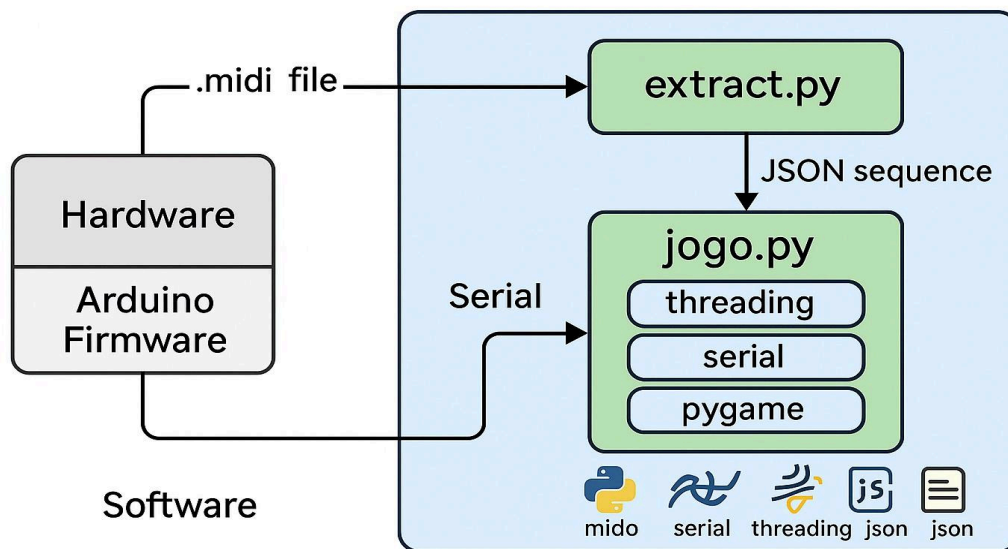 .midi file
extract.py
JSON sequence
Hardware
Arduino
Firmware
Serial
jogo.py
threading
serial
pygame
Software
js
mido
serial
threading
json
json